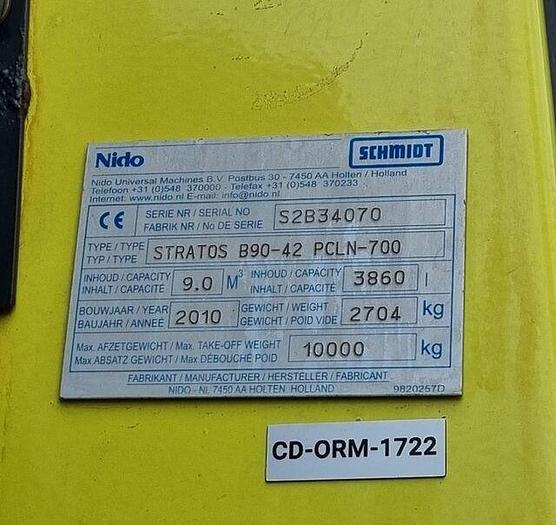 Nido SCHMIDT
Nido Universal Machines B.V. Postbus 30 - 7450 AA Holten / Holland
Telefoon +31 (0)548 370000 - Telefax +31 (0)548 370233
Internet: www.nido.nl E-mail: info@nido.nl
CE SERIE NR / SERIAL NO S2B34070
FABRIK NR / No DE SERIE
TYPE / TYPE STRATOS B90-42 PCLN-700
TYP / TYPE
INHOUD / CAPACITY 9.0 M³ INHOUD / CAPACITY 3860 l
INHALT / CAPACITÉ INHALT / CAPACITÉ
BOUWJAAR / YEAR 2010 GEWICHT / WEIGHT 2704 kg
BAUJAHR / ANNÉE GEWICHT / POID VIDE
Max. AFZETGEWICHT / Max. TAKE-OFF WEIGHT 10000 kg
Max ABSATZ GEWICHT / Max DÉBOUCHÉ POID
FABRIKANT / MANUFACTURER / HERSTELLER / FABRICANT
NIDO - NL 7450 AA HOLTEN HOLLAND 9820257D
CD-ORM-1722